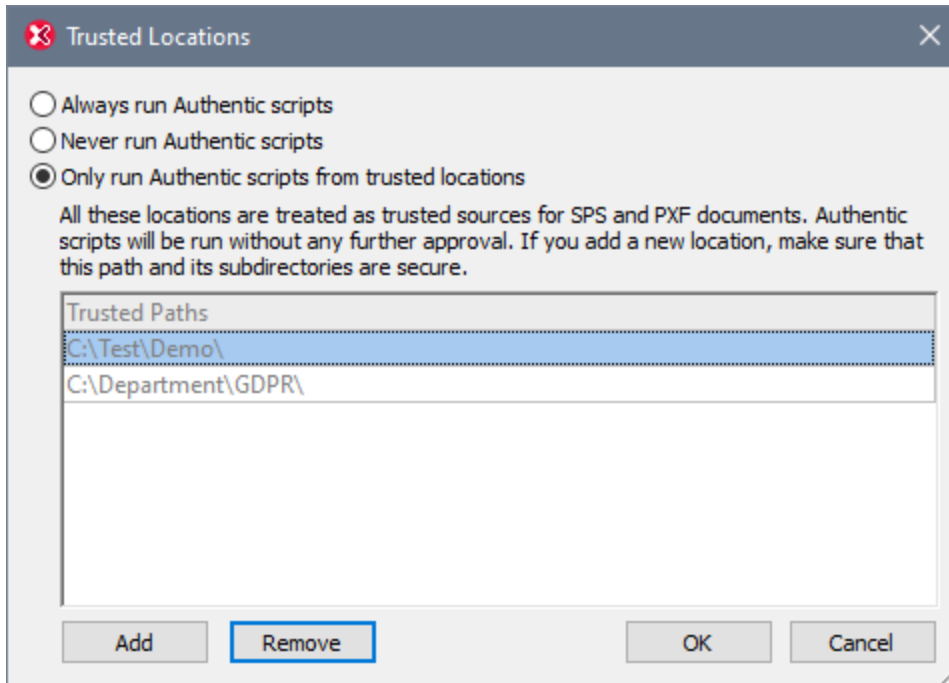 Trusted Locations
Always run Authentic scripts
Never run Authentic scripts
Only run Authentic scripts from trusted locations
All these locations are treated as trusted sources for SPS and PXF documents. Authentic
scripts will be run without any further approval. If you add a new location, make sure that
this path and its subdirectories are secure.
Trusted Paths
C:\Test\Demo\
C:\Department\GDPR\
Add Remove OK Cancel